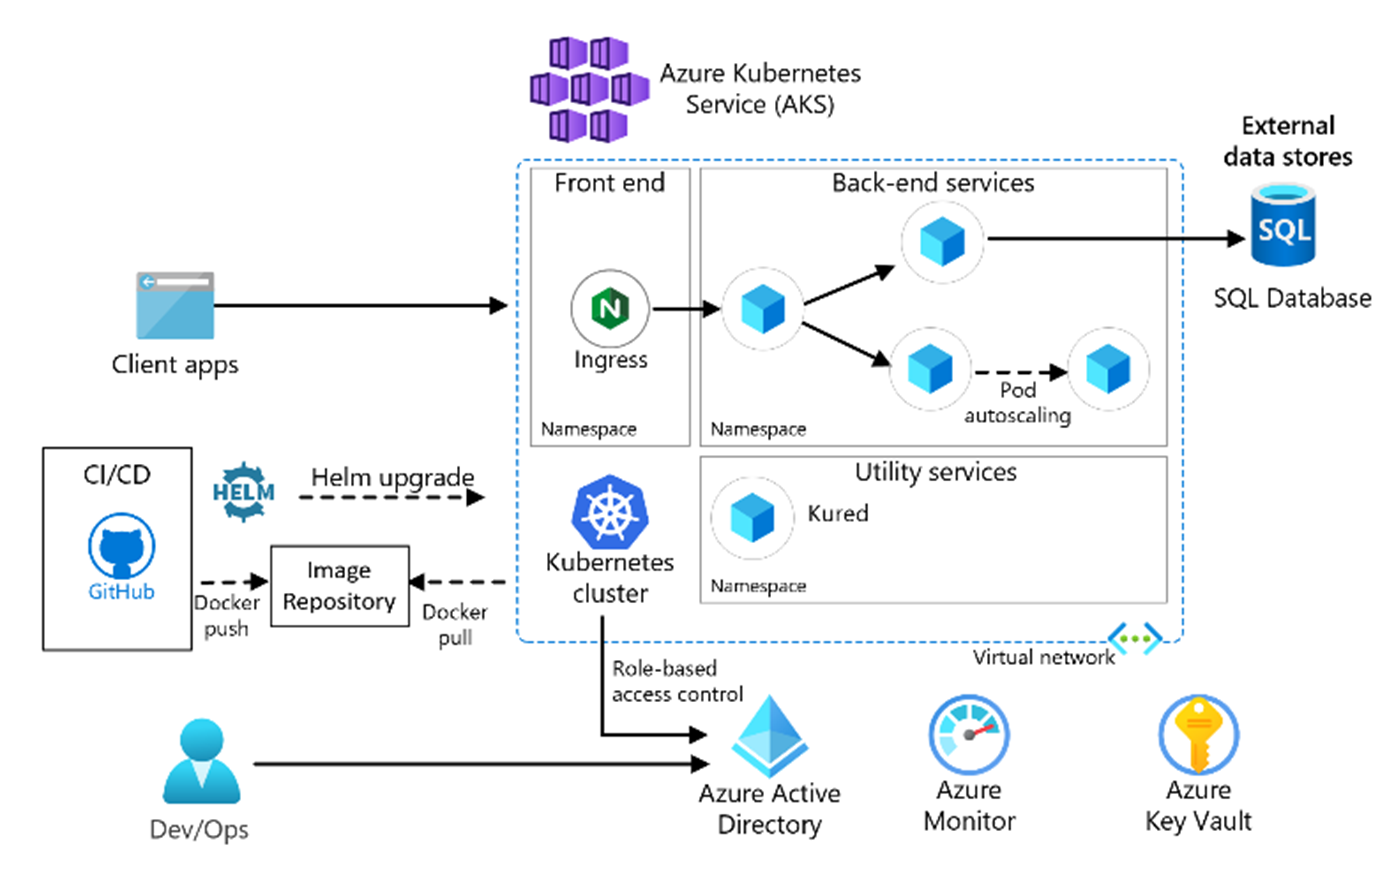 Azure Kubernetes
Service (AKS)
External
data stores
SQL
SQL Database
Front end
Back-end services
Ingress
Pod
autoscaling
Namespace
Namespace
Client apps
CI/CD
GitHub
HELM
Helm upgrade
Image
Repository
Docker
push
Docker
pull
Kubernetes
cluster
Utility services
Kured
Namespace
Virtual network
Role-based
access control
Dev/Ops
Azure Active
Directory
Azure
Monitor
Azure
Key Vault